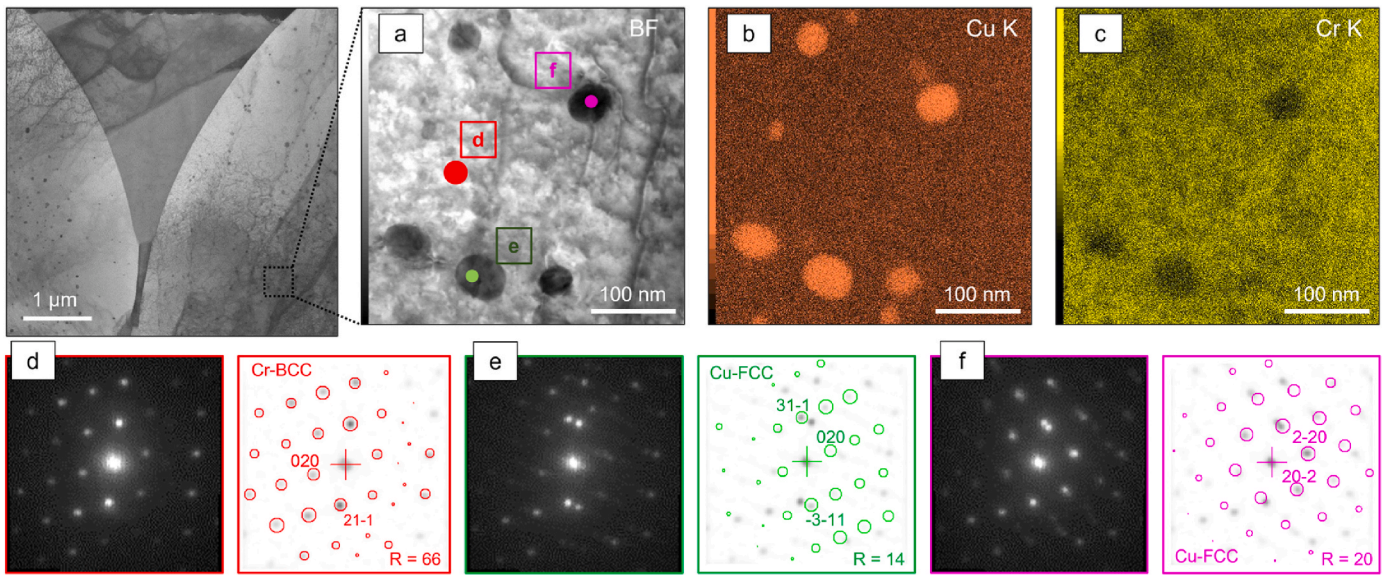 1 µm
a
BF
f
d
e
100 nm
b
Cu K
100 nm
c
Cr K
100 nm
d
Cr-BCC
020
21-1
R = 66
e
Cu-FCC
31-1
020
-3-11
R = 14
f
2-20
20-2
Cu-FCC
R = 20